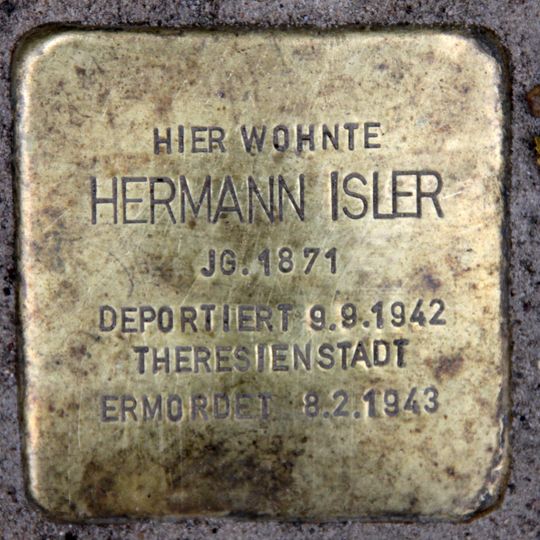 HIER WOHNTE
HERMANN ISLER
JG. 1871
DEPORTIERT 9.9.1942
THERESIENSTADT
ERMORDET 8.2.1943